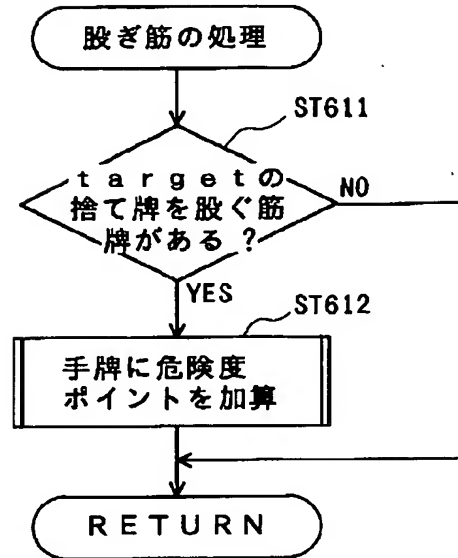 股ぎ筋の処理
ST611
targetの
捨て牌を股ぐ筋
牌がある?
NO
YES
ST612
手牌に危険度
ポイントを加算
RETURN